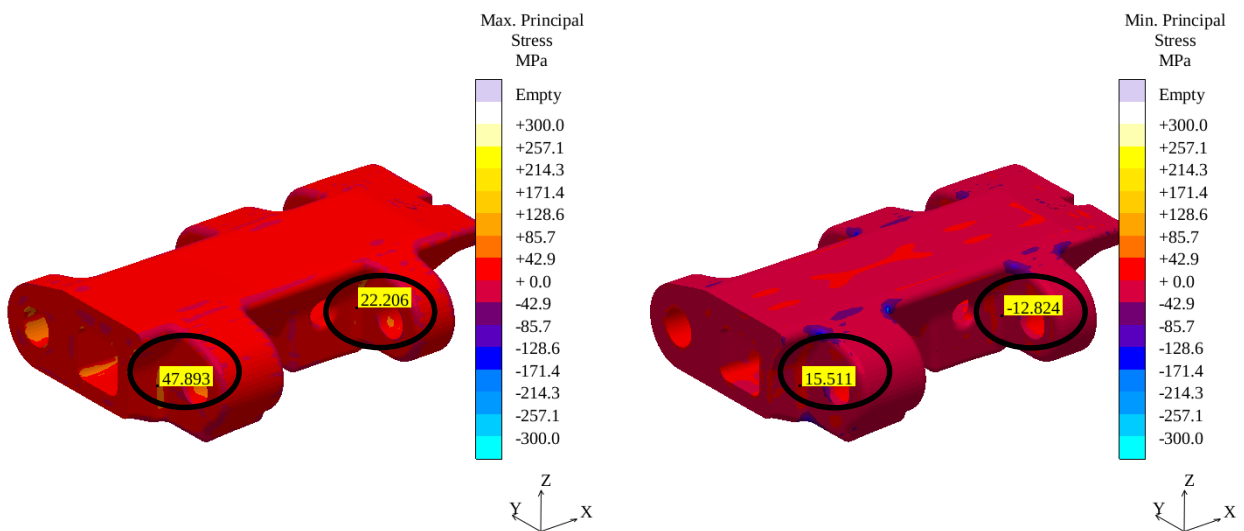 Max. Principal
Stress
MPa
Empty
+300.0
+257.1
+214.3
+171.4
+128.6
+85.7
+42.9
+ 0.0
-42.9
-85.7
-128.6
-171.4
-214.3
-257.1
-300.0
22.206
47.893
Z
Y
X
Min. Principal
Stress
MPa
Empty
+300.0
+257.1
+214.3
+171.4
+128.6
+85.7
+42.9
+ 0.0
-42.9
-85.7
-128.6
-171.4
-214.3
-257.1
-300.0
-12.824
15.511
Z
Y
X